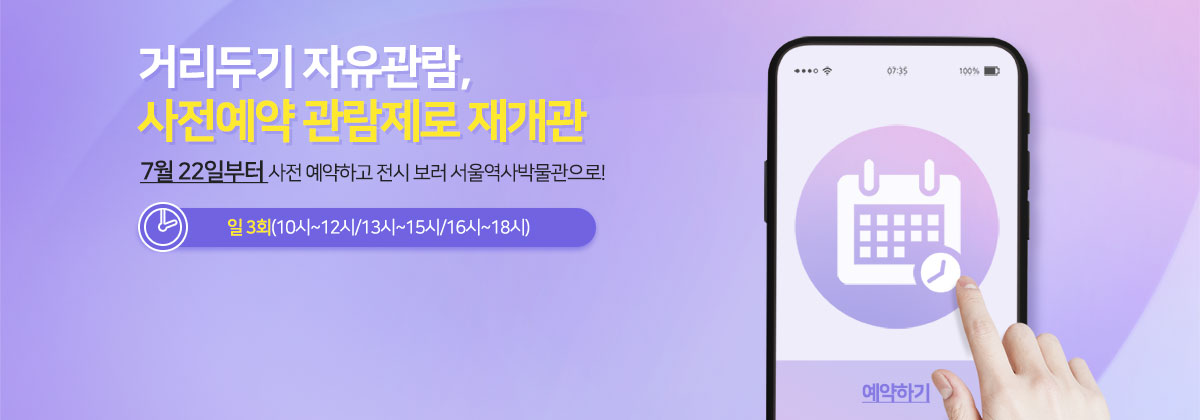 거리두기 자유관람,
사전예약 관람제로 재개관
7월 22일부터 사전 예약하고 전시 보러 서울역사박물관으로!
일 3회(10시~12시/13시~15시/16시~18시)
07:35
100%
예약하기